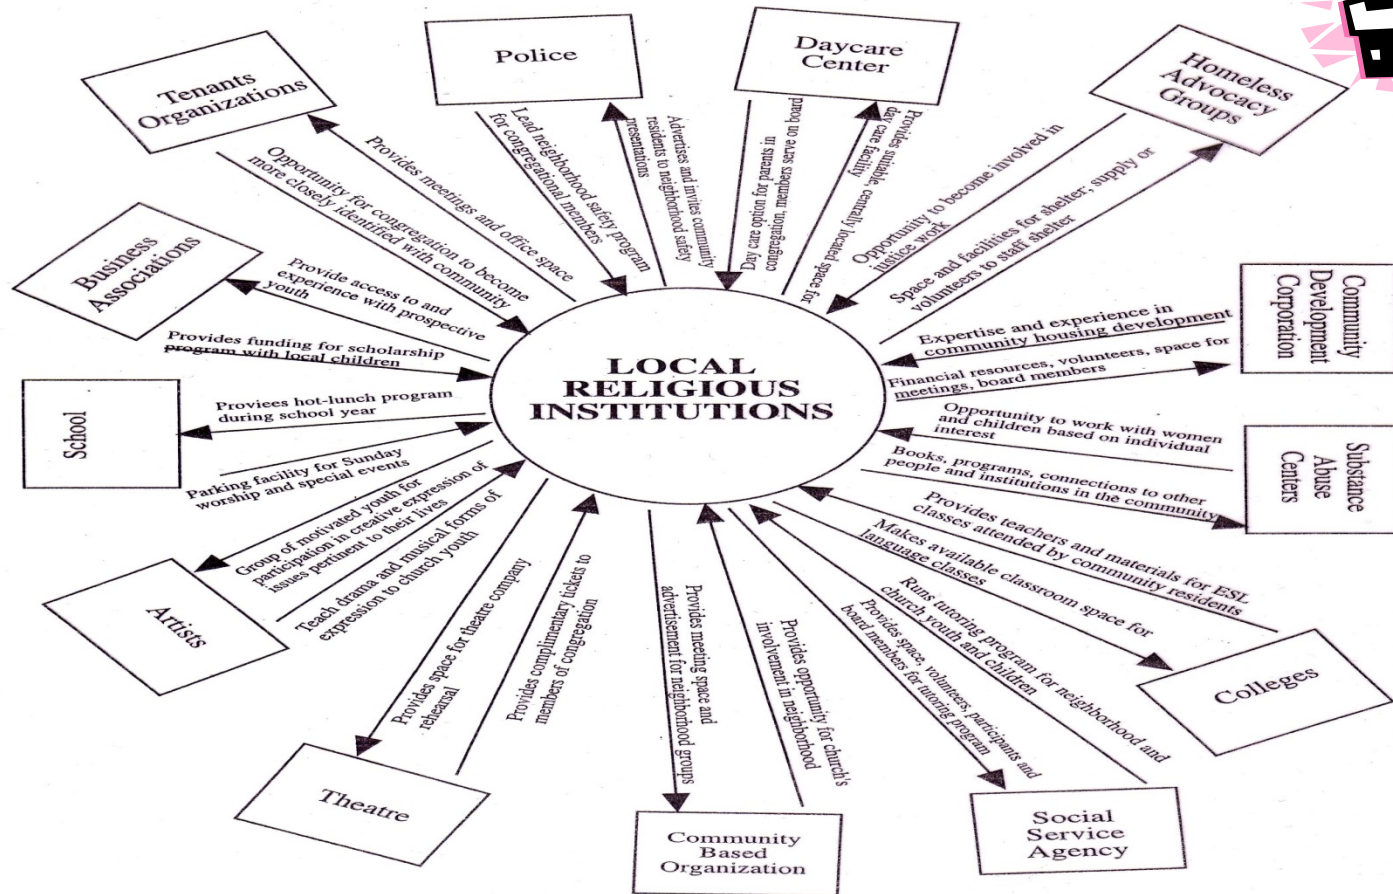 Tenants
Organizations
Police
Daycare
Center
Homeless
Advocacy
Groups
Provides meetings and office space
Opportunity for congregation to become
more closely identified with community
Lead neighborhood safety program
for congregational members
Advertises and invites community
residents to neighborhood safety
presentations
Day care option for parents in
congregation, members serve on board
Provides suitable, centrally located space for
day care facility
Opportunity to become involved in
justice work
Space and facilities for shelter, supply or
volunteers to staff shelter
Business
Associations
Provide access to and
experience with prospective
youth
Provides funding for scholarship
program with local children
Community
Development
Corporation
Expertise and experience in
community housing development
Financial resources, volunteers, space for
meetings, board members
LOCAL
RELIGIOUS
INSTITUTIONS
School
Proviees hot-lunch program
during school year
Parking facility for Sunday
worship and special events
Substance
Abuse
Centers
Opportunity to work with women
and children based on individual
interest
Books, programs, connections to other
people and institutions in the community
Artists
Group of motivated youth for
participation in creative expression of
issues pertinent to their lives
Teach drama and musical forms of
expression to church youth
Provides teachers and materials for ESL
classes attended by community residents
Makes available classroom space for
language classes
Colleges
Theatre
Provides space for theatre company
rehearsal
Provides complimentary tickets to
members of congregation
Provides meeting space and
advertisement for neighborhood groups
Provides opportunity for church's
involvement in neighborhood
Community
Based
Organization
Runs tutoring program for neighborhood and
church youth and children
Provides space, volunteers, participants and
board members for tutoring program
Social
Service
Agency